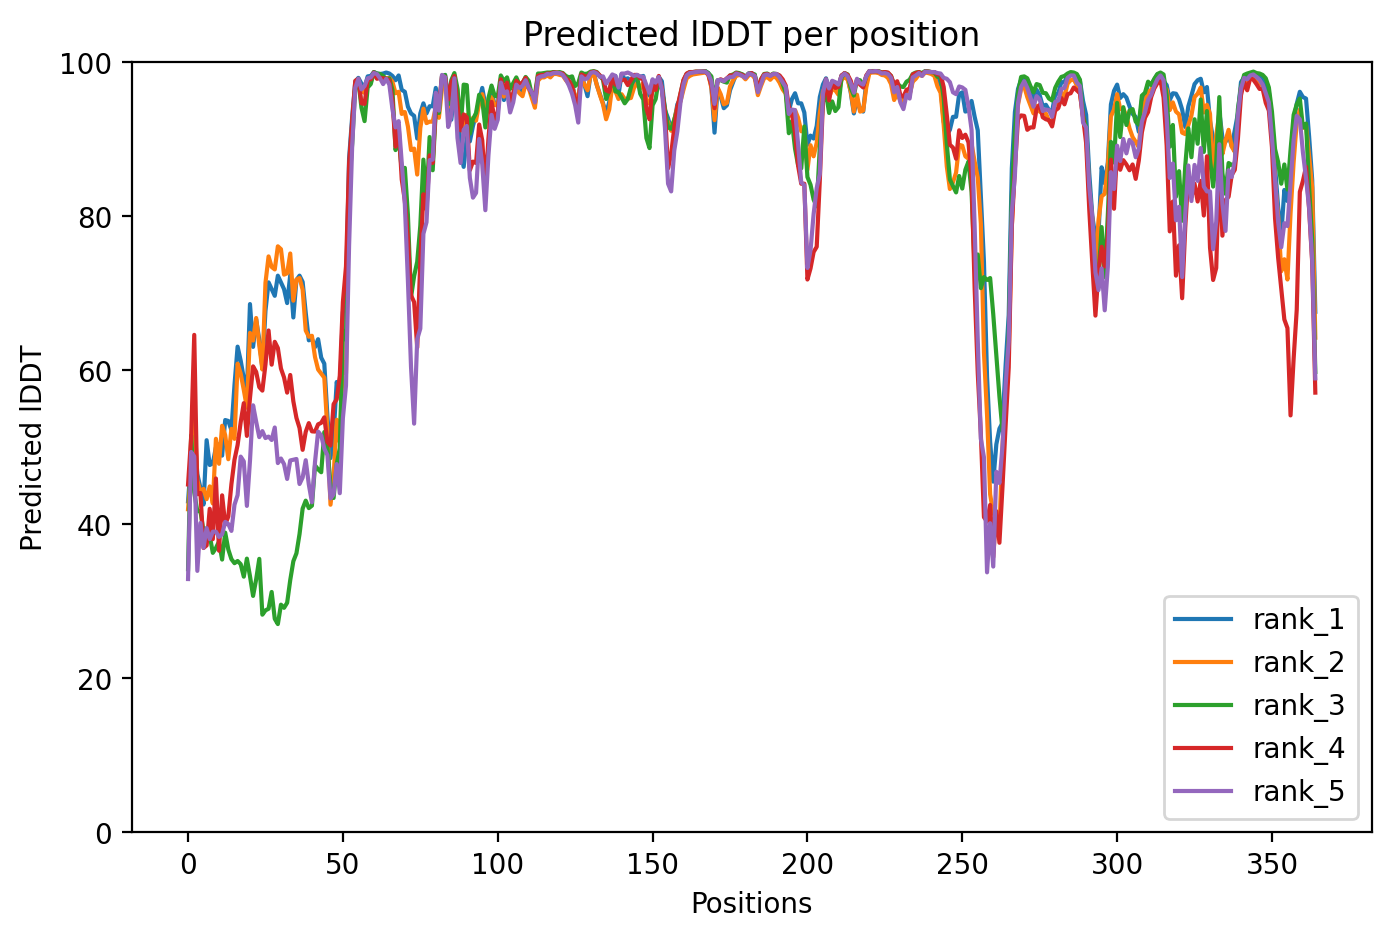 Predicted lDDT per position
100
80
60
40
20
0
Predicted lDDT
0 50 100 150 200 250 300 350
Positions
rank_1
rank_2
rank_3
rank_4
rank_5